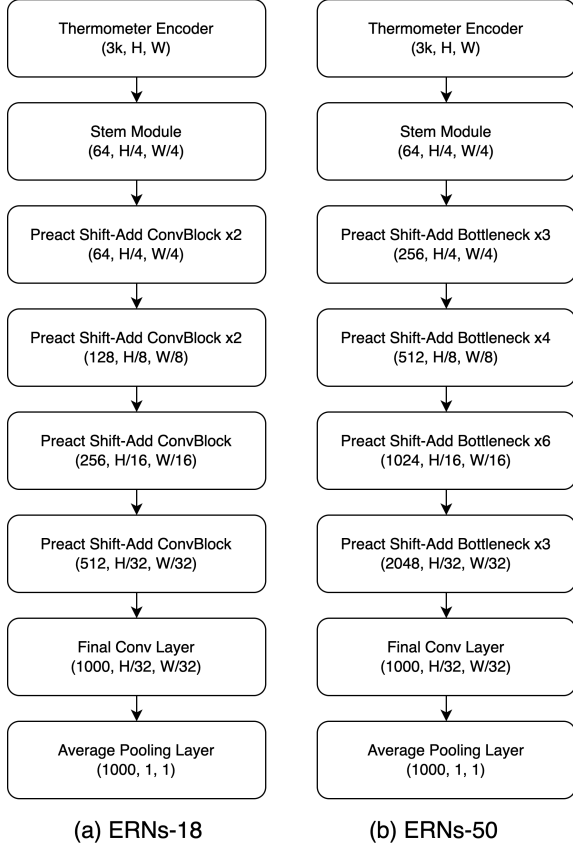 Thermometer Encoder
(3k, H, W)
Stem Module
(64, H/4, W/4)
Preact Shift-Add ConvBlock x2
(64, H/4, W/4)
Preact Shift-Add ConvBlock x2
(128, H/8, W/8)
Preact Shift-Add ConvBlock
(256, H/16, W/16)
Preact Shift-Add ConvBlock
(512, H/32, W/32)
Final Conv Layer
(1000, H/32, W/32)
Average Pooling Layer
(1000, 1, 1)
(a) ERNs-18
Thermometer Encoder
(3k, H, W)
Stem Module
(64, H/4, W/4)
Preact Shift-Add Bottleneck x3
(256, H/4, W/4)
Preact Shift-Add Bottleneck x4
(512, H/8, W/8)
Preact Shift-Add Bottleneck x6
(1024, H/16, W/16)
Preact Shift-Add Bottleneck x3
(2048, H/32, W/32)
Final Conv Layer
(1000, H/32, W/32)
Average Pooling Layer
(1000, 1, 1)
(b) ERNs-50